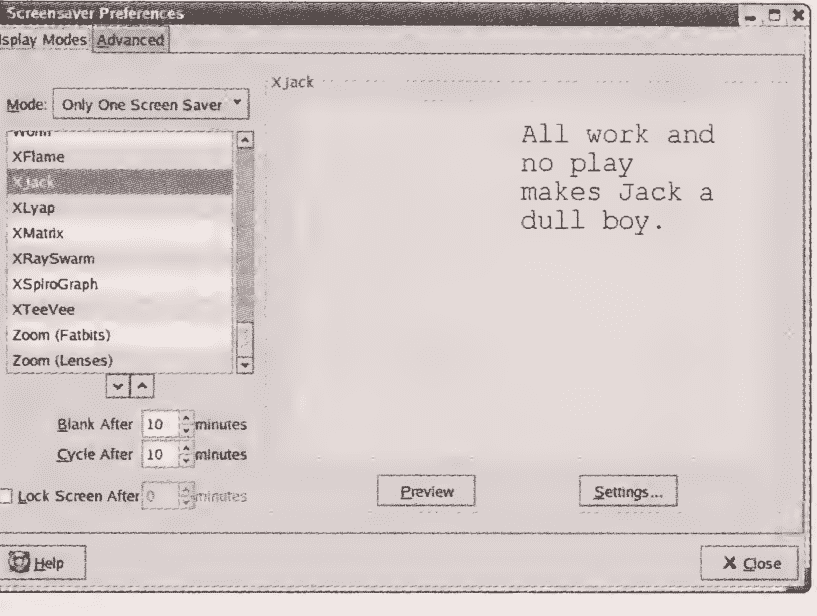 Screensaver Preferences
isplay Modes Advanced
XJack
Mode: Only One Screen Saver
Worm
XFlame
XJack
XLyap
XMatrix
XRaySwarm
XSpiroGraph
XTeeVee
Zoom (Fatbits)
Zoom (Lenses)
All work and
no play
makes Jack a
dull boy.
Blank After 10 minutes
Cycle After 10 minutes
Lock Screen After 0 minutes
Preview Settings...
Help
X Close